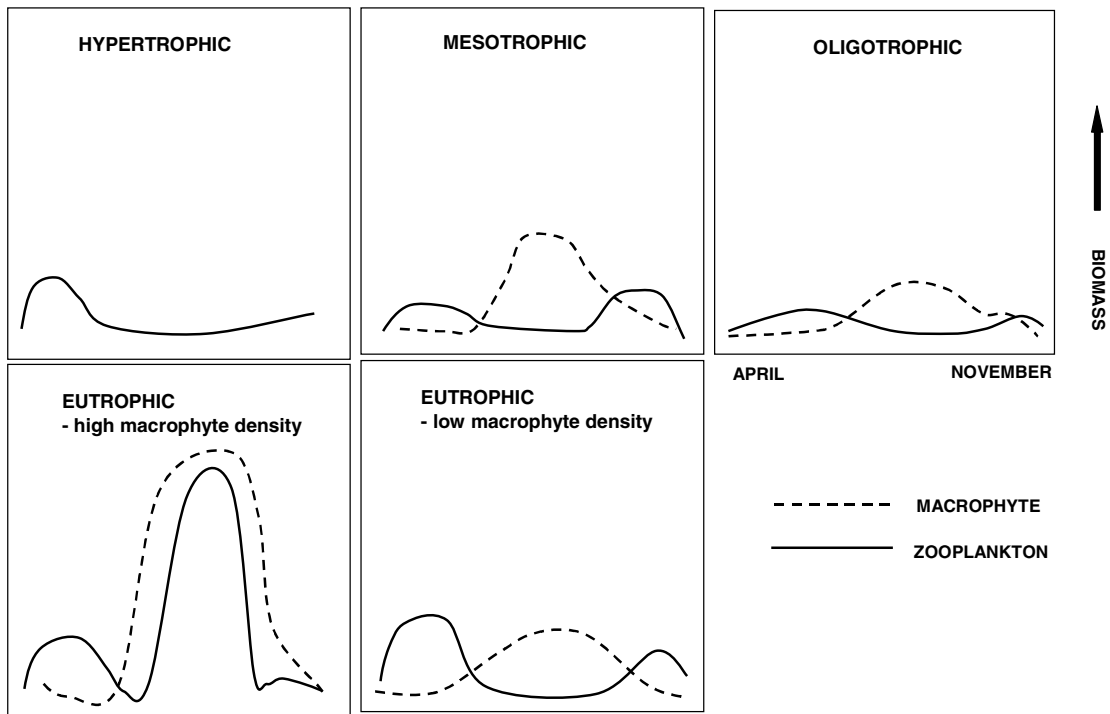 HYPERTROPHIC
MESOTROPHIC
OLIGOTROPHIC
BIOMASS
APRIL
NOVEMBER
EUTROPHIC
- high macrophyte density
EUTROPHIC
- low macrophyte density
MACROPHYTE
ZOOPLANKTON